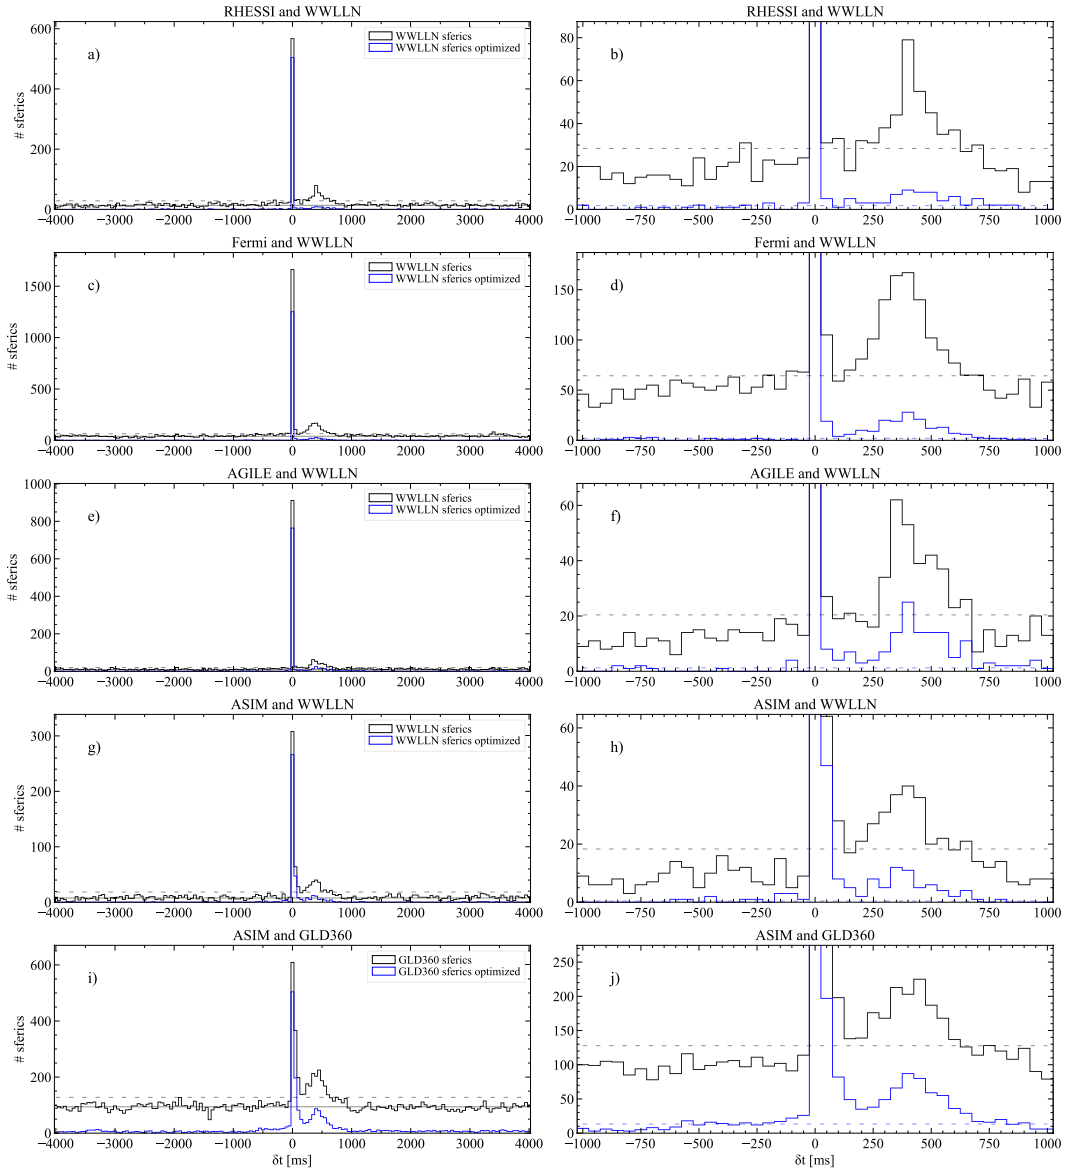 RHESSI and WWLLN
a)
WWLLN sferics
WWLLN sferics optimized
# sferics
0
200
400
600
−4000 −3000 −2000 −1000 0 1000 2000 3000 4000
RHESSI and WWLLN
b)
0
20
40
60
80
−1000 −750 −500 −250 0 250 500 750 1000
Fermi and WWLLN
c)
WWLLN sferics
WWLLN sferics optimized
# sferics
0
500
1000
1500
−4000 −3000 −2000 −1000 0 1000 2000 3000 4000
Fermi and WWLLN
d)
0
50
100
150
−1000 −750 −500 −250 0 250 500 750 1000
AGILE and WWLLN
e)
WWLLN sferics
WWLLN sferics optimized
# sferics
0
200
400
600
800
1000
−4000 −3000 −2000 −1000 0 1000 2000 3000 4000
AGILE and WWLLN
f)
0
20
40
60
−1000 −750 −500 −250 0 250 500 750 1000
ASIM and WWLLN
g)
WWLLN sferics
WWLLN sferics optimized
# sferics
0
100
200
300
−4000 −3000 −2000 −1000 0 1000 2000 3000 4000
ASIM and WWLLN
h)
0
20
40
60
−1000 −750 −500 −250 0 250 500 750 1000
ASIM and GLD360
i)
GLD360 sferics
GLD360 sferics optimized
# sferics
0
200
400
600
−4000 −3000 −2000 −1000 0 1000 2000 3000 4000
δt [ms]
ASIM and GLD360
j)
0
50
100
150
200
250
−1000 −750 −500 −250 0 250 500 750 1000
δt [ms]